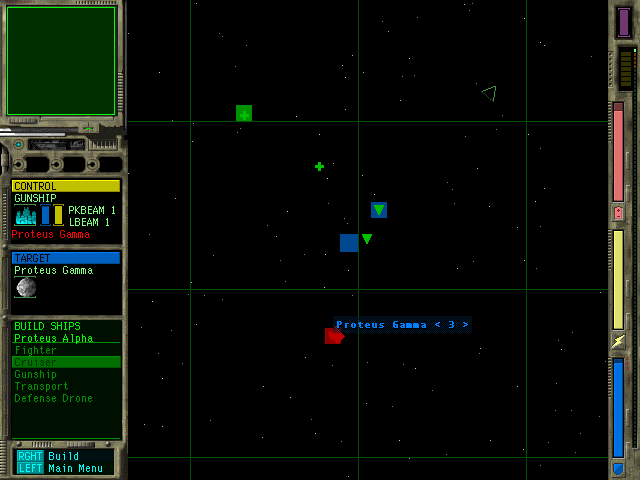 CONTROL
GUNSHIP
PKBEAM 1
LBEAM 1
Proteus Gamma
TARGET
Proteus Gamma
BUILD SHIPS
Proteus Alpha
Fighter
Cruiser
Gunship
Transport
Defense Drone
RGHT Build
LEFT Main Menu
Proteus Gamma < 3 >